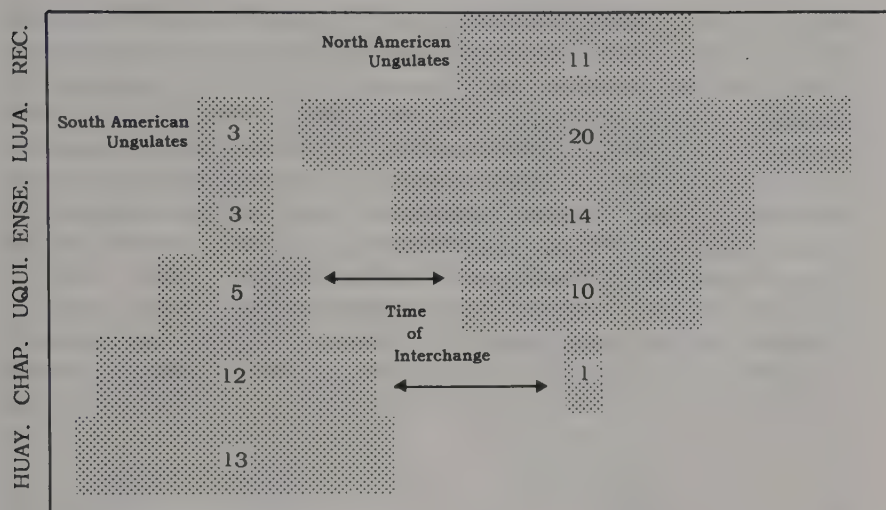 REC.
LUJA.
ENSE.
UQUI.
CHAP.
HUAY.
North American
Ungulates
11
South American
Ungulates
3
20
3
14
5
10
Time
of
Interchange
12
1
13